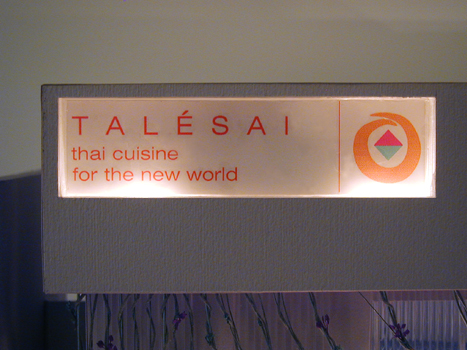 TALÉSAI
thai cuisine
for the new world